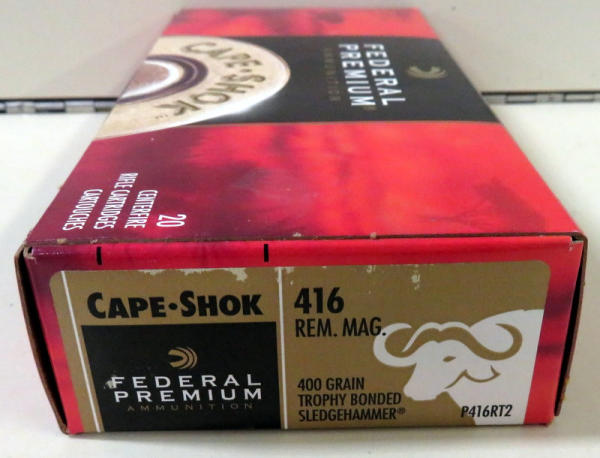 CAPE•SHOK
FEDERAL
PREMIUM®
AMMUNITION
20
CENTERFIRE
RIFLE CARTRIDGES
CARTOUCHES
CAPE•SHOK
FEDERAL
PREMIUM
AMMUNITION
416
REM. MAG.
400 GRAIN
TROPHY BONDED
SLEDGEHAMMER®
P416RT2